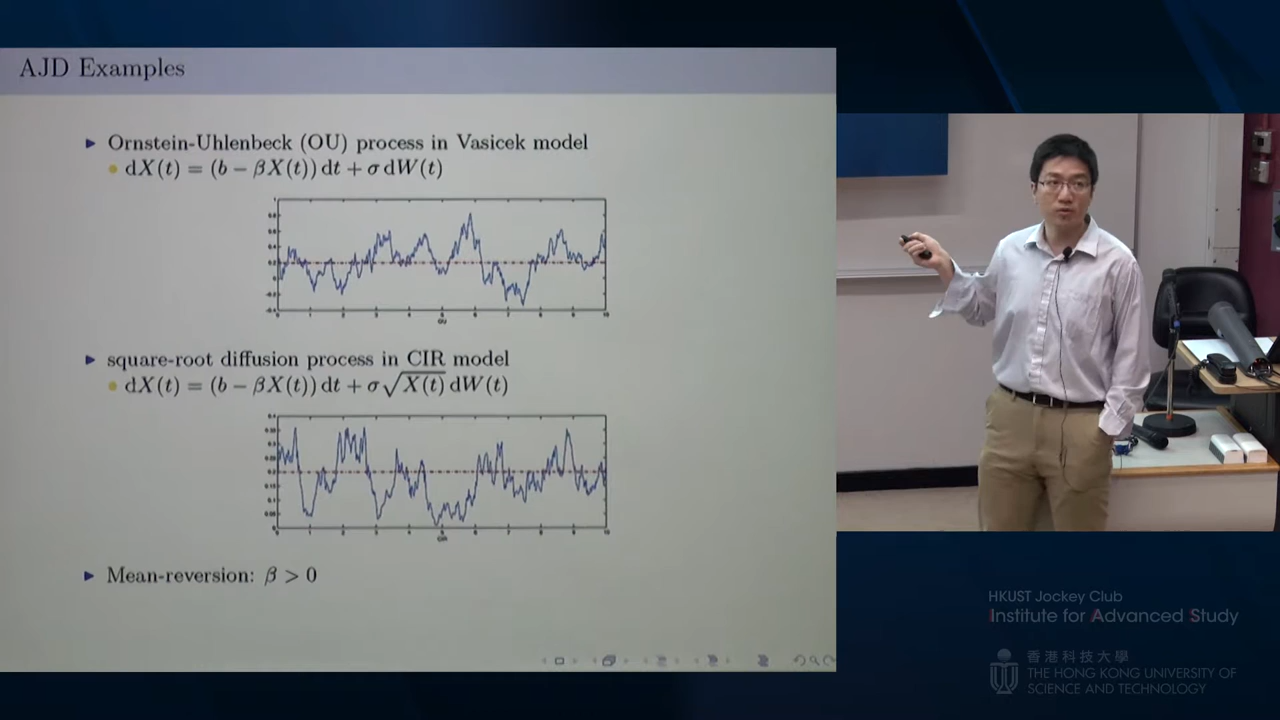 AJD Examples
Ornstein-Uhlenbeck (OU) process in Vasicek model
dX(t) = (b − βX(t)) dt + σ dW(t)
OU
square-root diffusion process in CIR model
dX(t) = (b − βX(t)) dt + σ√X(t) dW(t)
CIR
Mean-reversion: β > 0
HKUST Jockey Club
Institute for Advanced Study
香港科技大學
THE HONG KONG UNIVERSITY OF
SCIENCE AND TECHNOLOGY